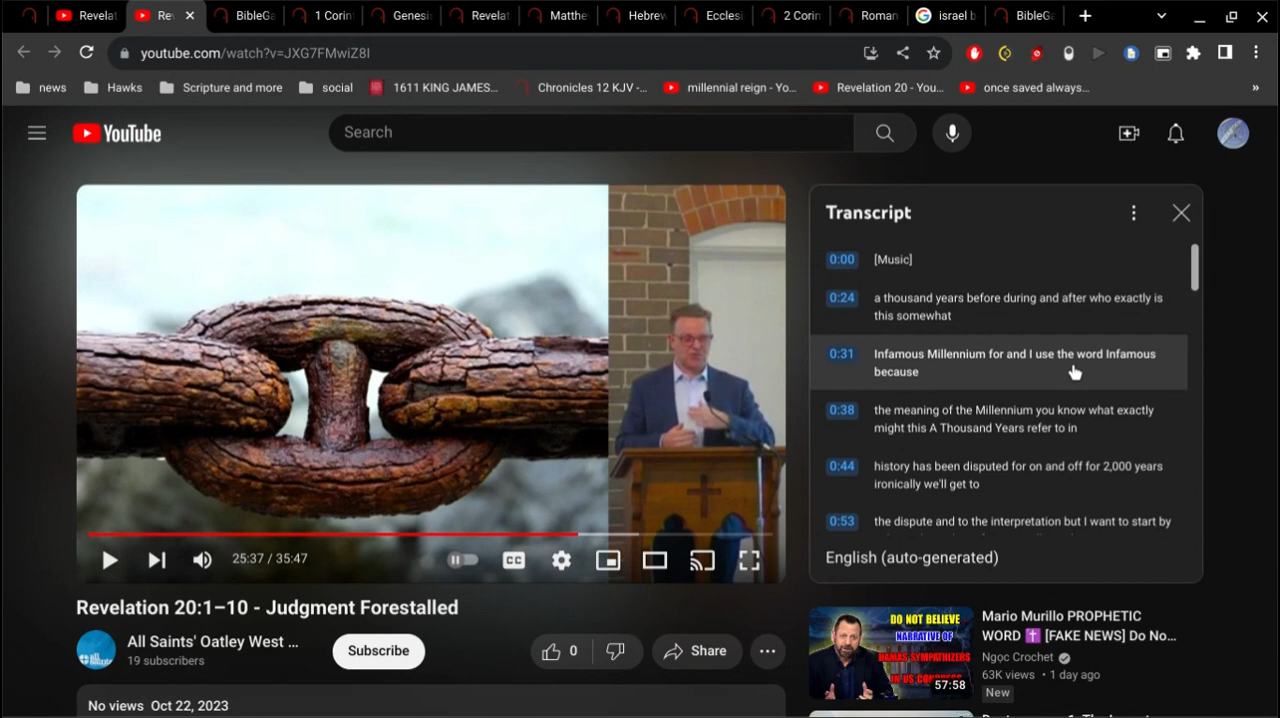 Revelat
Re
BibleGa
1 Corin
Genesi
Revelat
Matthe
Hebrew
Ecclesi
2 Corin
Roman
israel b
BibleGa
youtube.com/watch?v=JXG7FMwiZ8I
news
Hawks
Scripture and more
social
1611 KING JAMES...
Chronicles 12 KJV -...
millennial reign - Yo...
Revelation 20 - You...
once saved always...
»
YouTube
Search
Transcript
0:00 [Music]
0:24 a thousand years before during and after who exactly is
this somewhat
0:31 Infamous Millennium for and I use the word Infamous
because
0:38 the meaning of the Millennium you know what exactly
might this A Thousand Years refer to in
0:44 history has been disputed for on and off for 2,000 years
ironically we'll get to
0:53 the dispute and to the interpretation but I want to start by
English (auto-generated)
25:37 / 35:47
CC
Revelation 20:1–10 - Judgment Forestalled
All Saints' Oatley West ...
19 subscribers
Subscribe
0
Share
No views Oct 22, 2023
DO NOT BELIEVE
NARRATIVE OF
HAMAS SYMPATHIZERS
IN US CONGRESS
57:58
Mario Murillo PROPHETIC
WORD ✝️ [FAKE NEWS] Do No...
Ngọc Crochet
63K views • 1 day ago
New